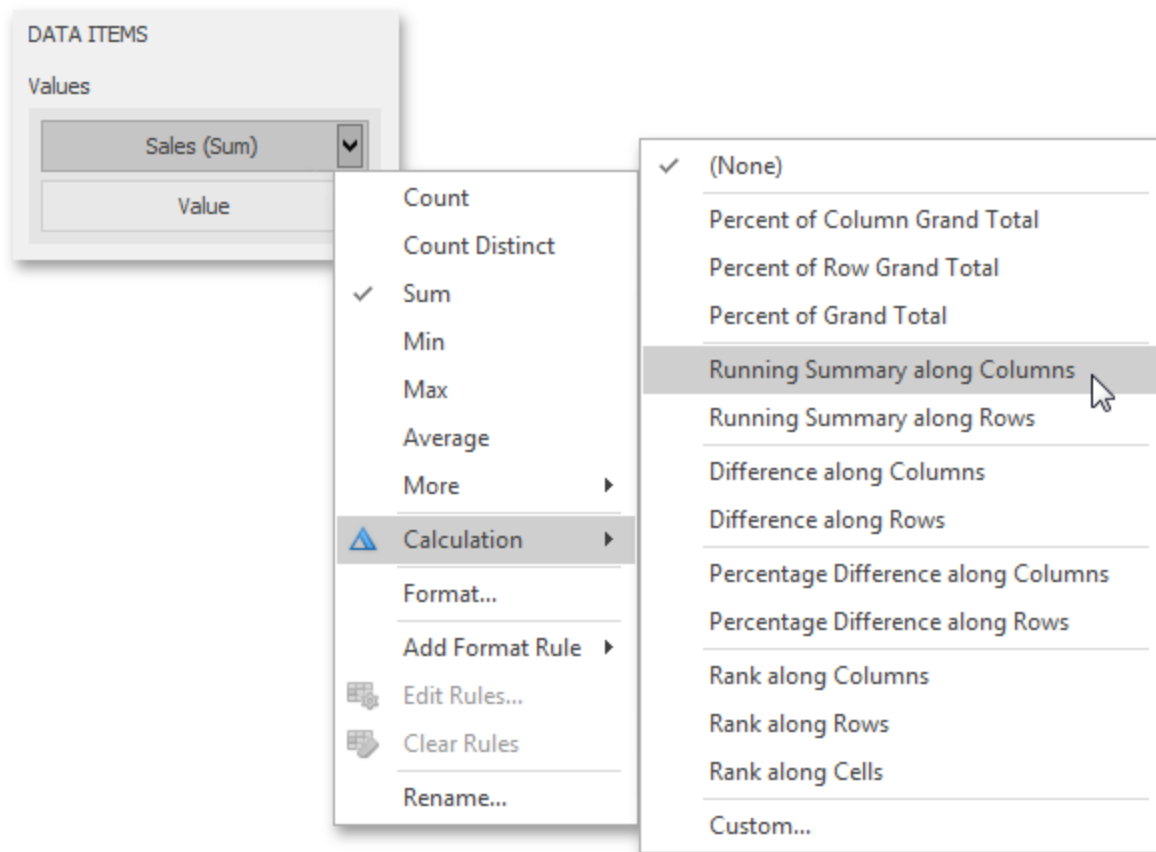 DATA ITEMS
Values
Sales (Sum)
Value
Count
Count Distinct
Sum
Min
Max
Average
More
Calculation
Format...
Add Format Rule
Edit Rules...
Clear Rules
Rename...
(None)
Percent of Column Grand Total
Percent of Row Grand Total
Percent of Grand Total
Running Summary along Columns
Running Summary along Rows
Difference along Columns
Difference along Rows
Percentage Difference along Columns
Percentage Difference along Rows
Rank along Columns
Rank along Rows
Rank along Cells
Custom...